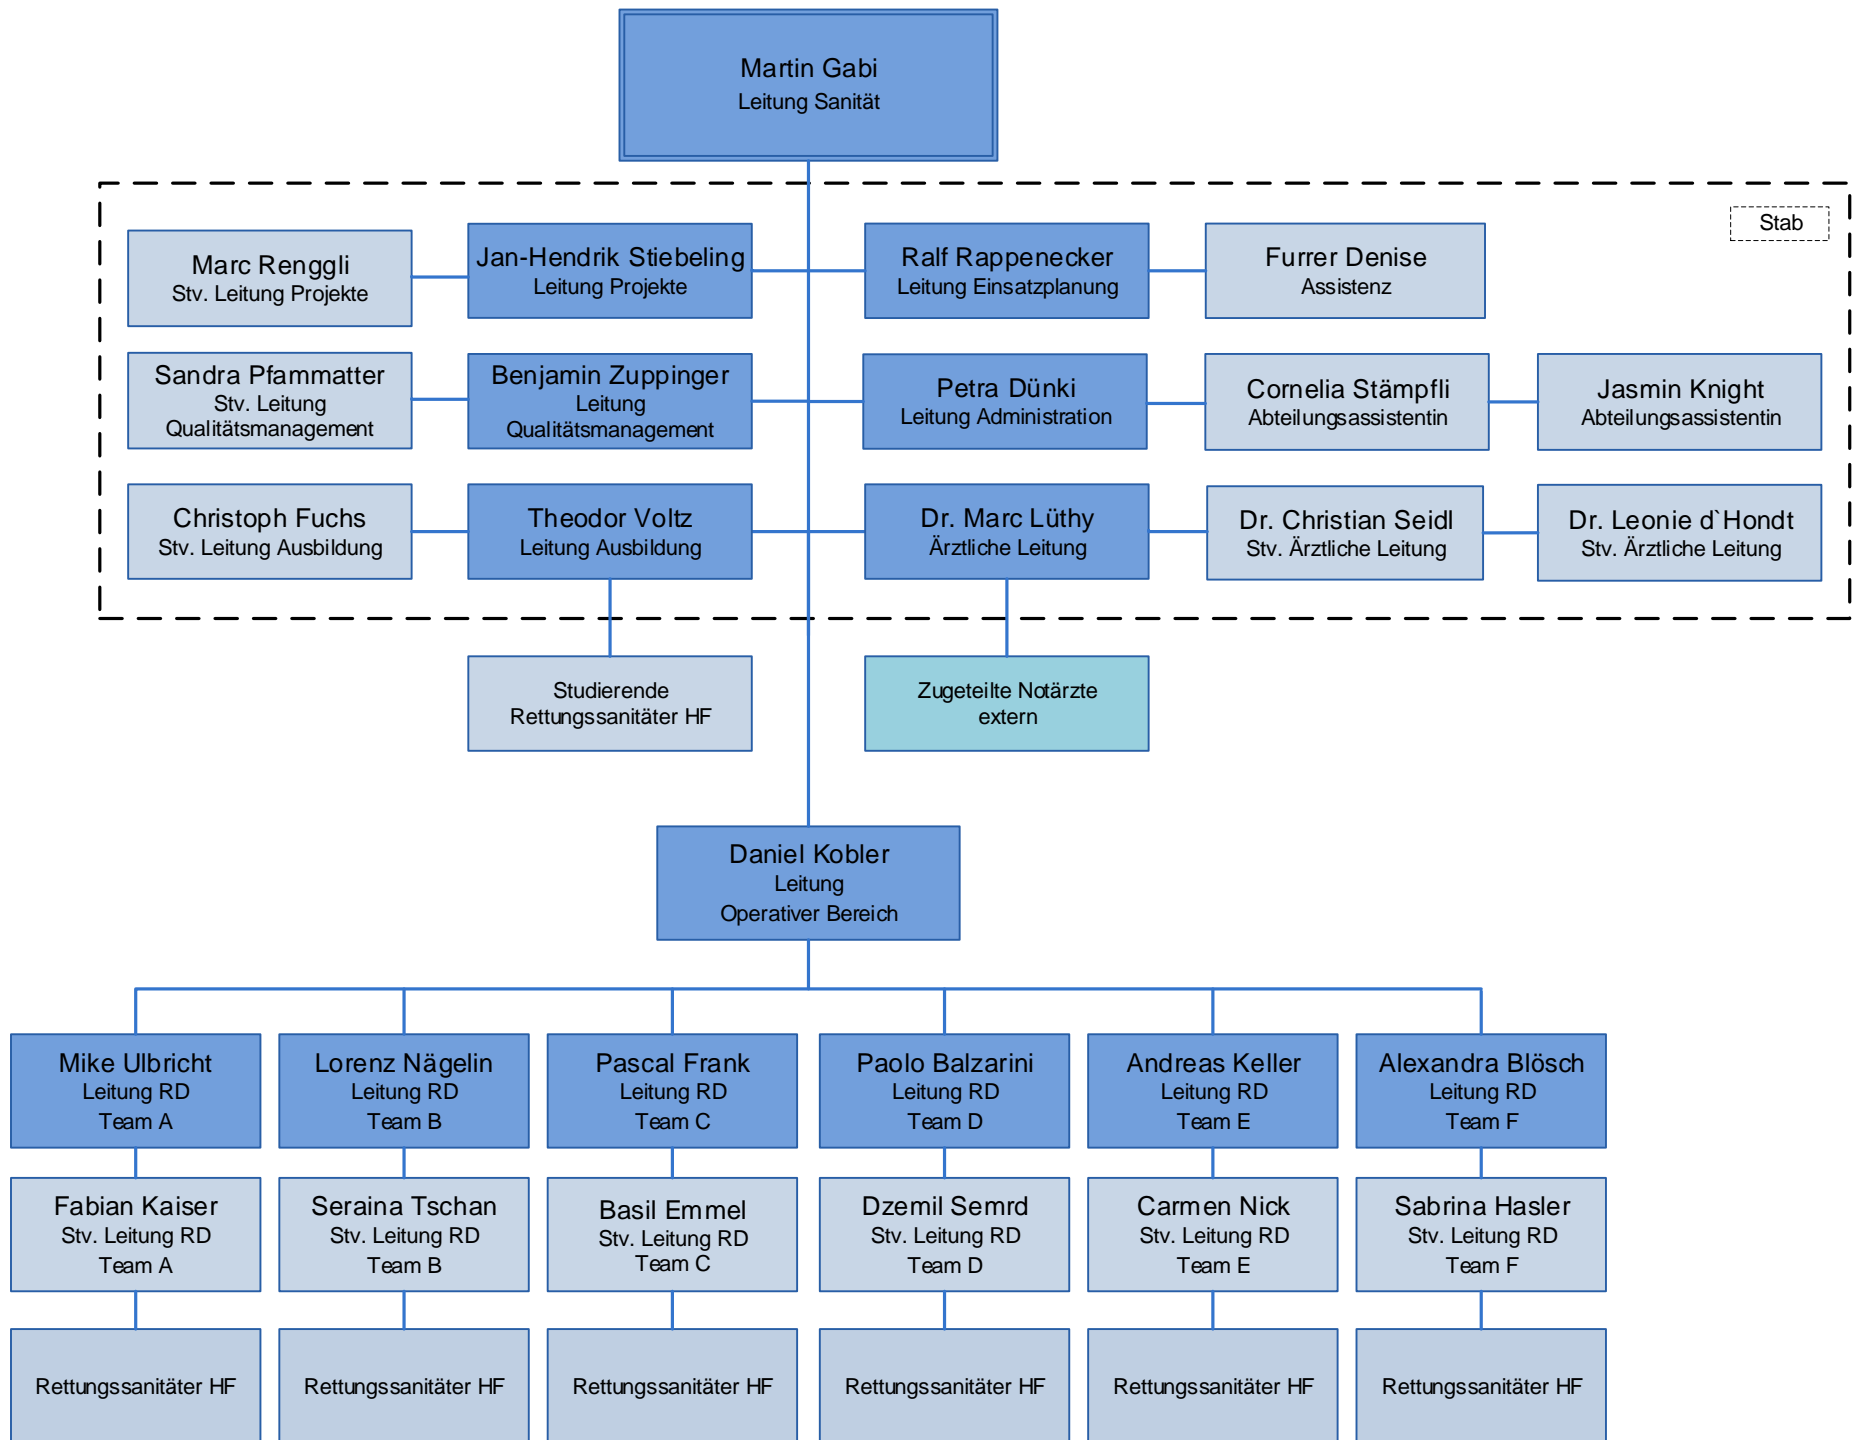 Martin Gabi
Leitung Sanität
Stab
Marc Renggli
Stv. Leitung Projekte
Jan-Hendrik Stiebeling
Leitung Projekte
Ralf Rappenecker
Leitung Einsatzplanung
Furrer Denise
Assistenz
Sandra Pfammatter
Stv. Leitung
Qualitätsmanagement
Benjamin Zuppinger
Leitung
Qualitätsmanagement
Petra Dünki
Leitung Administration
Cornelia Stämpfli
Abteilungsassistentin
Jasmin Knight
Abteilungsassistentin
Christoph Fuchs
Stv. Leitung Ausbildung
Theodor Voltz
Leitung Ausbildung
Dr. Marc Lüthy
Ärztliche Leitung
Dr. Christian Seidl
Stv. Ärztliche Leitung
Dr. Leonie d`Hondt
Stv. Ärztliche Leitung
Studierende
Rettungssanitäter HF
Zugeteilte Notärzte
extern
Daniel Kobler
Leitung
Operativer Bereich
Mike Ulbricht
Leitung RD
Team A
Lorenz Nägelin
Leitung RD
Team B
Pascal Frank
Leitung RD
Team C
Paolo Balzarini
Leitung RD
Team D
Andreas Keller
Leitung RD
Team E
Alexandra Blösch
Leitung RD
Team F
Fabian Kaiser
Stv. Leitung RD
Team A
Seraina Tschan
Stv. Leitung RD
Team B
Basil Emmel
Stv. Leitung RD
Team C
Dzemil Semrd
Stv. Leitung RD
Team D
Carmen Nick
Stv. Leitung RD
Team E
Sabrina Hasler
Stv. Leitung RD
Team F
Rettungssanitäter HF
Rettungssanitäter HF
Rettungssanitäter HF
Rettungssanitäter HF
Rettungssanitäter HF
Rettungssanitäter HF